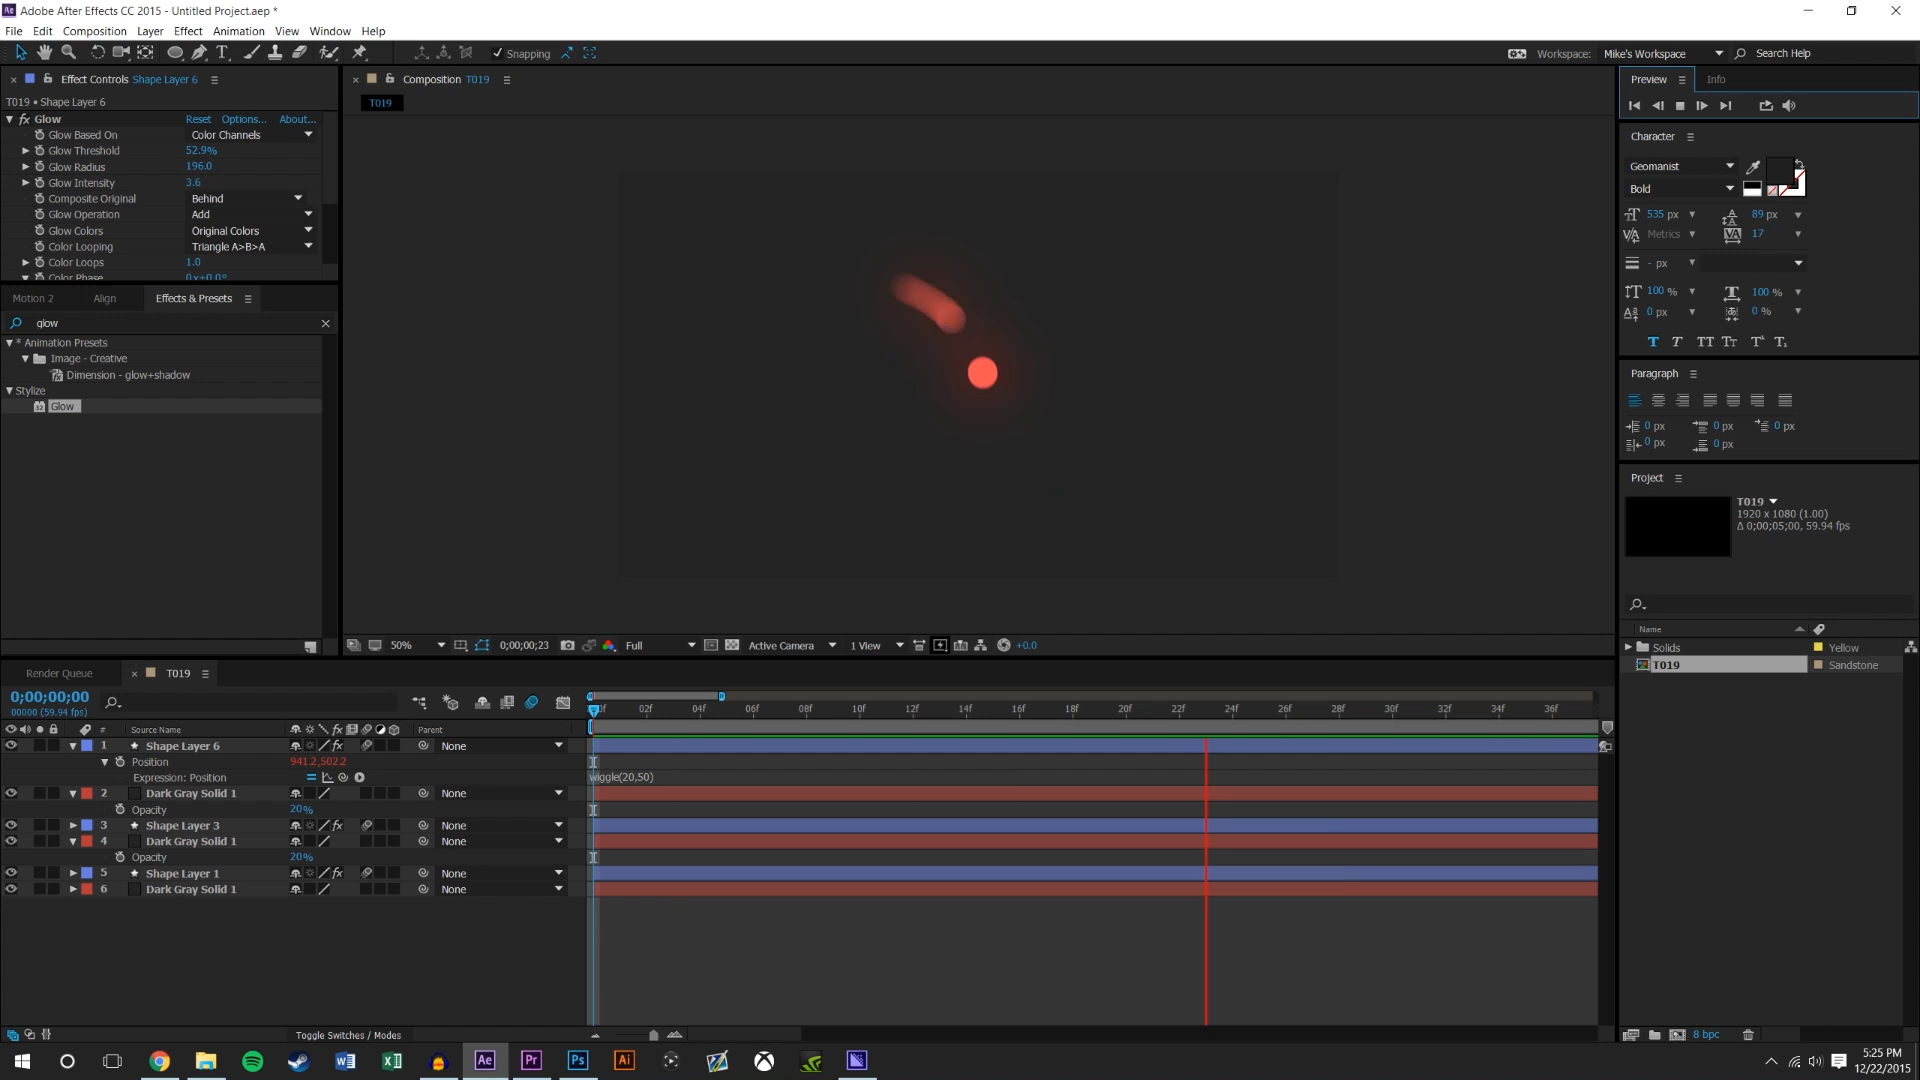 Adobe After Effects CC 2015 - Untitled Project.aep *
File Edit Composition Layer Effect Animation View Window Help
Snapping
Workspace: Mike's Workspace
Search Help
Effect Controls Shape Layer 6
T019 • Shape Layer 6
fx Glow Reset Options... About...
Glow Based On Color Channels
Glow Threshold 52.9%
Glow Radius 196.0
Glow Intensity 3.6
Composite Original Behind
Glow Operation Add
Glow Colors Original Colors
Color Looping Triangle A>B>A
Color Loops 1.0
Color Phase 0x+0.0°
Motion 2 Align Effects & Presets
glow
* Animation Presets
Image - Creative
Dimension - glow+shadow
Stylize
Glow
Composition T019
T019
50% 0;00;00;23 Full Active Camera 1 View +0.0
Preview Info
Character
Geomanist
Bold
535 px 89 px
Metrics 17
- px
100 % 100 %
0 px 0 %
Paragraph
0 px 0 px 0 px
0 px 0 px
Project
T019
1920 x 1080 (1.00)
Δ 0;00;05;00, 59.94 fps
Name
Solids Yellow
T019 Sandstone
8 bpc
Render Queue T019
0;00;00;00
00000 (59.94 fps)
02f 04f 06f 08f 10f 12f 14f 16f 18f 20f 22f 24f 26f 28f 30f 32f 34f 36f
# Source Name Parent
1 Shape Layer 6 None
Position 941.2,502.2
Expression: Position wiggle(20,50)
2 Dark Gray Solid 1 None
Opacity 20%
3 Shape Layer 3 None
4 Dark Gray Solid 1 None
Opacity 20%
5 Shape Layer 1 None
6 Dark Gray Solid 1 None
Toggle Switches / Modes
5:25 PM
12/22/2015